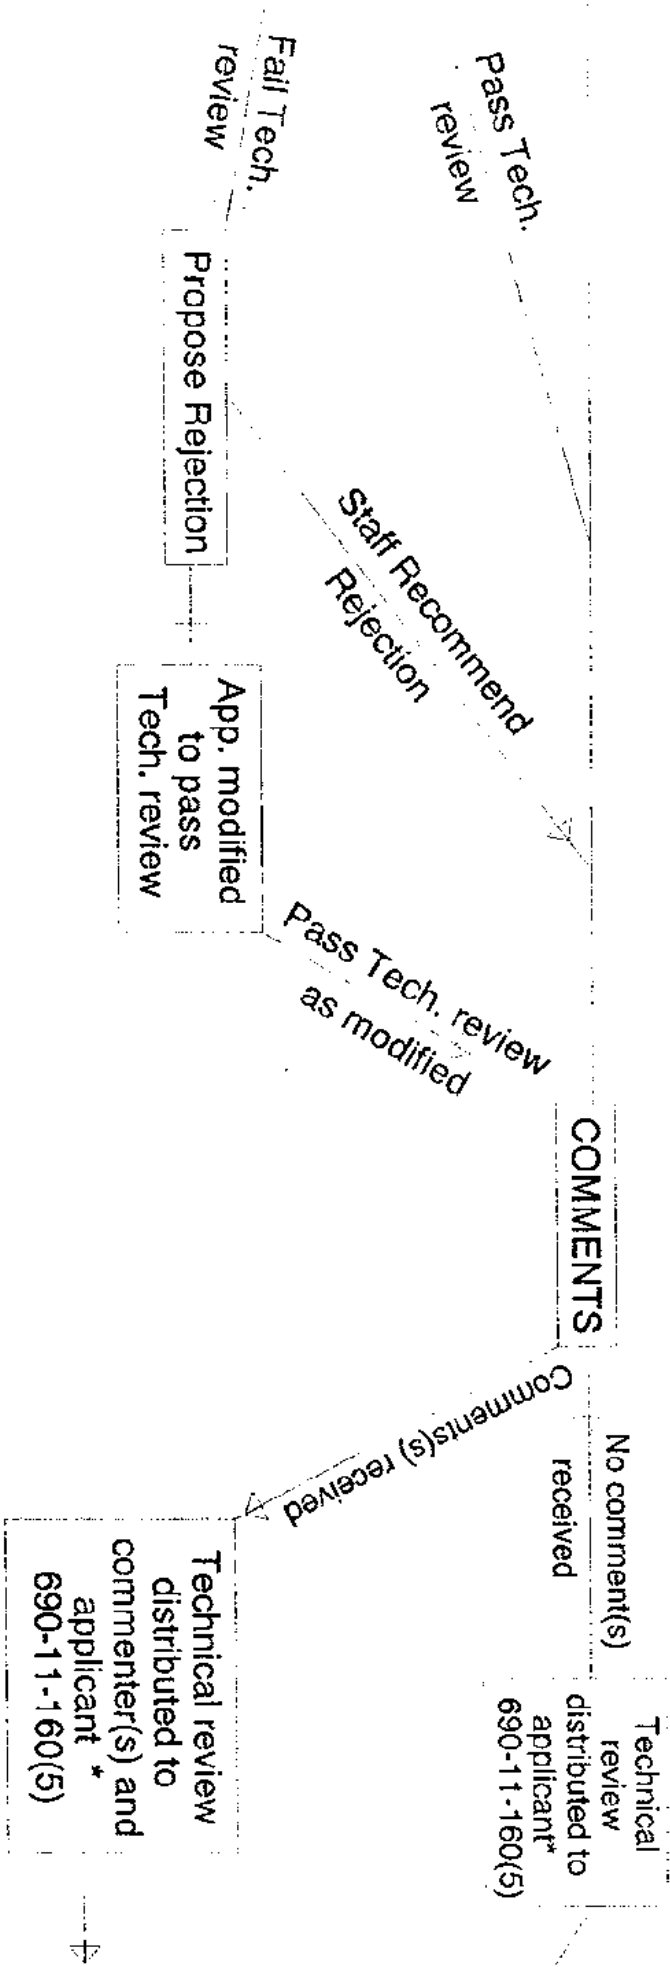 Pass Tech.
review
Fail Tech.
review
Propose Rejection
Staff Recommend
Rejection
App. modified
to pass
Tech. review
Pass Tech. review
as modified
COMMENTS
No comment(s)
received
Comments(s) received
Technical
review
distributed to
applicant*
690-11-160(5)
Technical review
distributed to
commenter(s) and
applicant *
690-11-160(5)